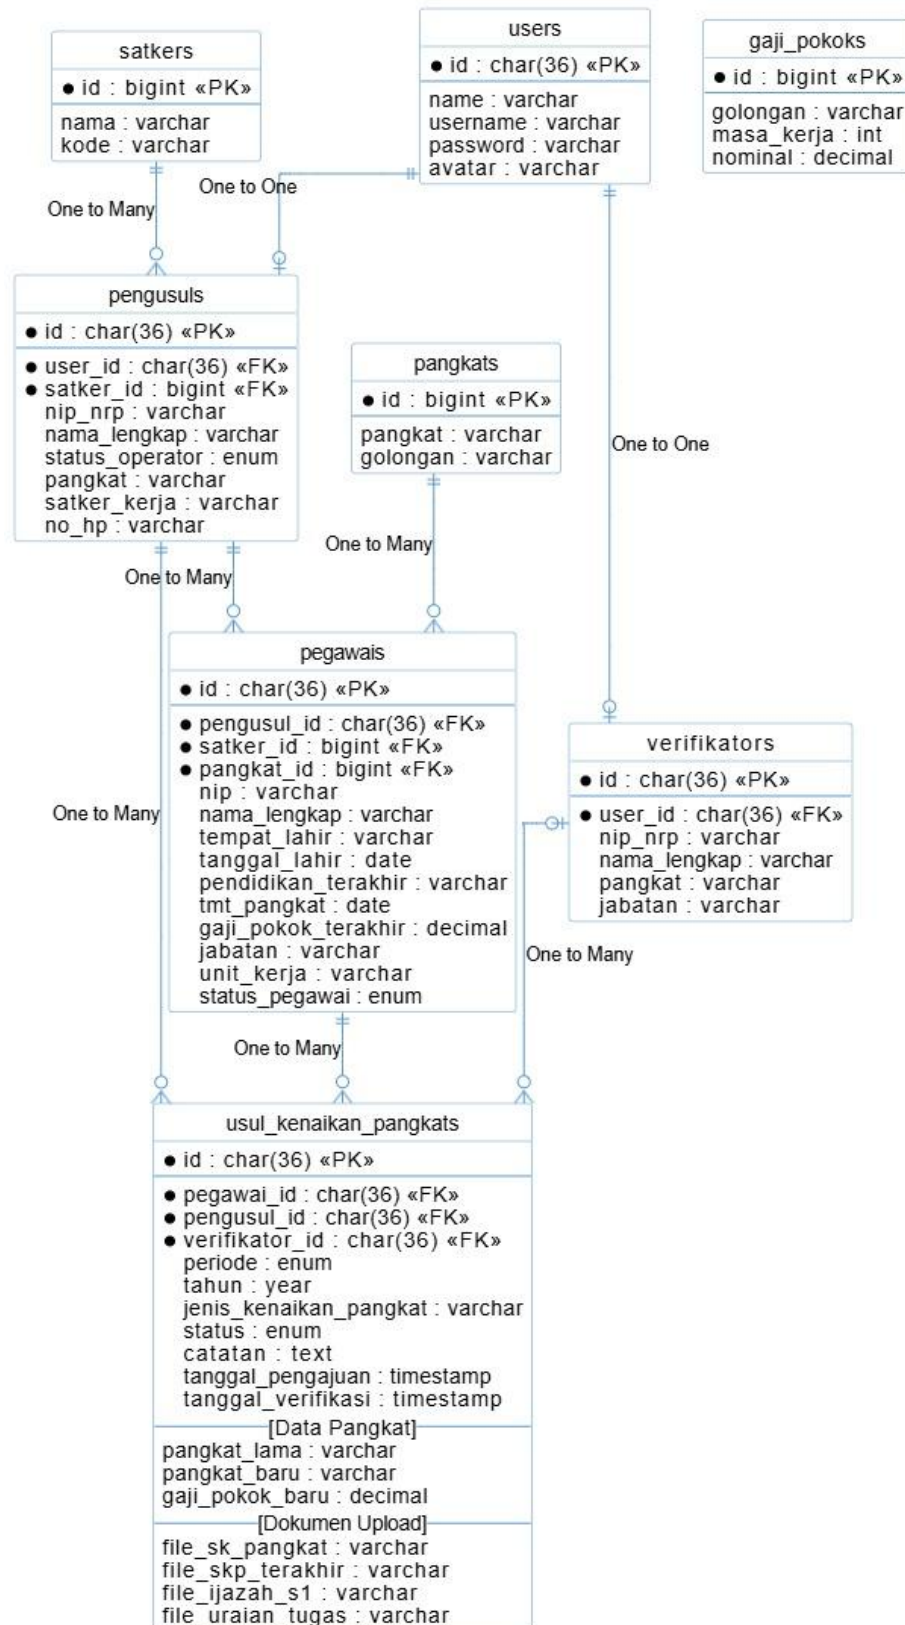 satkers
● id : bigint «PK»
nama : varchar
kode : varchar
users
● id : char(36) «PK»
name : varchar
username : varchar
password : varchar
avatar : varchar
gaji_pokoks
● id : bigint «PK»
golongan : varchar
masa_kerja : int
nominal : decimal
One to Many
One to One
pengusuls
● id : char(36) «PK»
● user_id : char(36) «FK»
● satker_id : bigint «FK»
nip_nrp : varchar
nama_lengkap : varchar
status_operator : enum
pangkat : varchar
satker_kerja : varchar
no_hp : varchar
pangkats
● id : bigint «PK»
pangkat : varchar
golongan : varchar
One to One
One to Many
One to Many
pegawais
● id : char(36) «PK»
● pengusul_id : char(36) «FK»
● satker_id : bigint «FK»
● pangkat_id : bigint «FK»
nip : varchar
nama_lengkap : varchar
tempat_lahir : varchar
tanggal_lahir : date
pendidikan_terakhir : varchar
tmt_pangkat : date
gaji_pokok_terakhir : decimal
jabatan : varchar
unit_kerja : varchar
status_pegawai : enum
verifikators
● id : char(36) «PK»
● user_id : char(36) «FK»
nip_nrp : varchar
nama_lengkap : varchar
pangkat : varchar
jabatan : varchar
One to Many
One to Many
One to Many
usul_kenaikan_pangkats
● id : char(36) «PK»
● pegawai_id : char(36) «FK»
● pengusul_id : char(36) «FK»
● verifikator_id : char(36) «FK»
periode : enum
tahun : year
jenis_kenaikan_pangkat : varchar
status : enum
catatan : text
tanggal_pengajuan : timestamp
tanggal_verifikasi : timestamp
[Data Pangkat]
pangkat_lama : varchar
pangkat_baru : varchar
gaji_pokok_baru : decimal
[Dokumen Upload]
file_sk_pangkat : varchar
file_skp_terakhir : varchar
file_ijazah_s1 : varchar
file_uraian_tugas : varchar